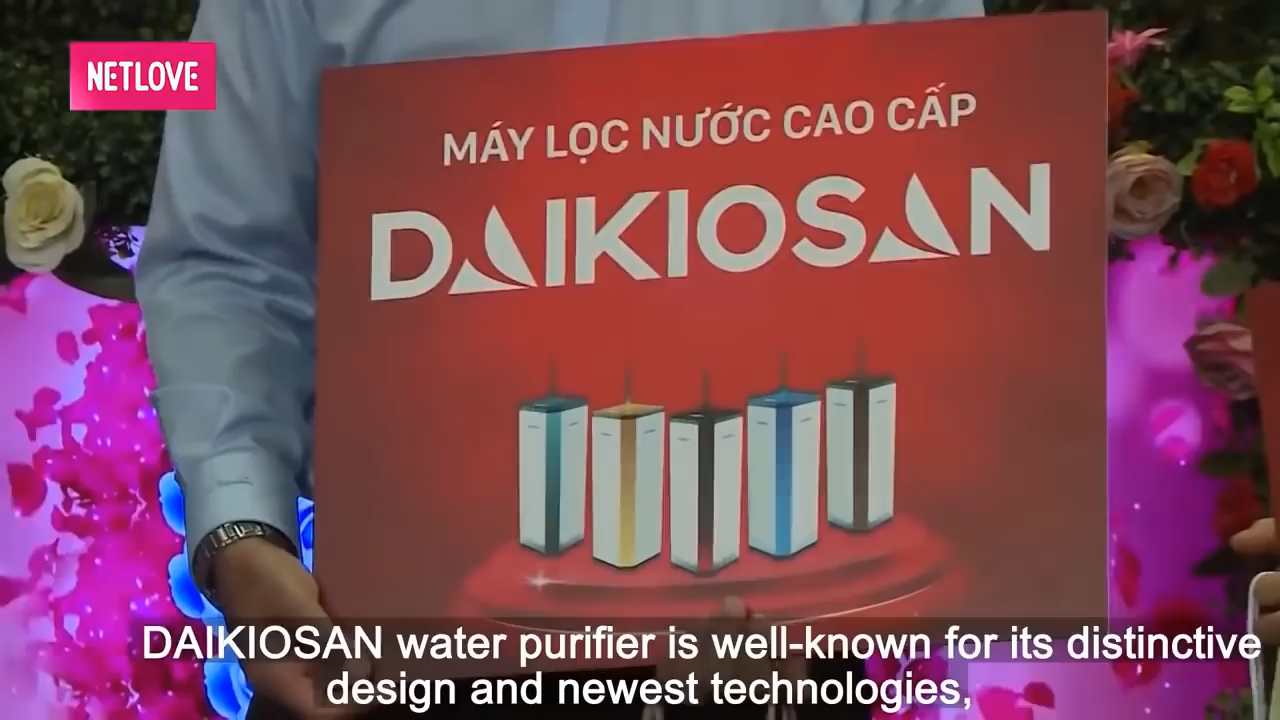 NETLOVE
MÁY LỌC NƯỚC CAO CẤP
DAIKIOSAN
DAIKIOSAN water purifier is well-known for its distinctive
design and newest technologies,